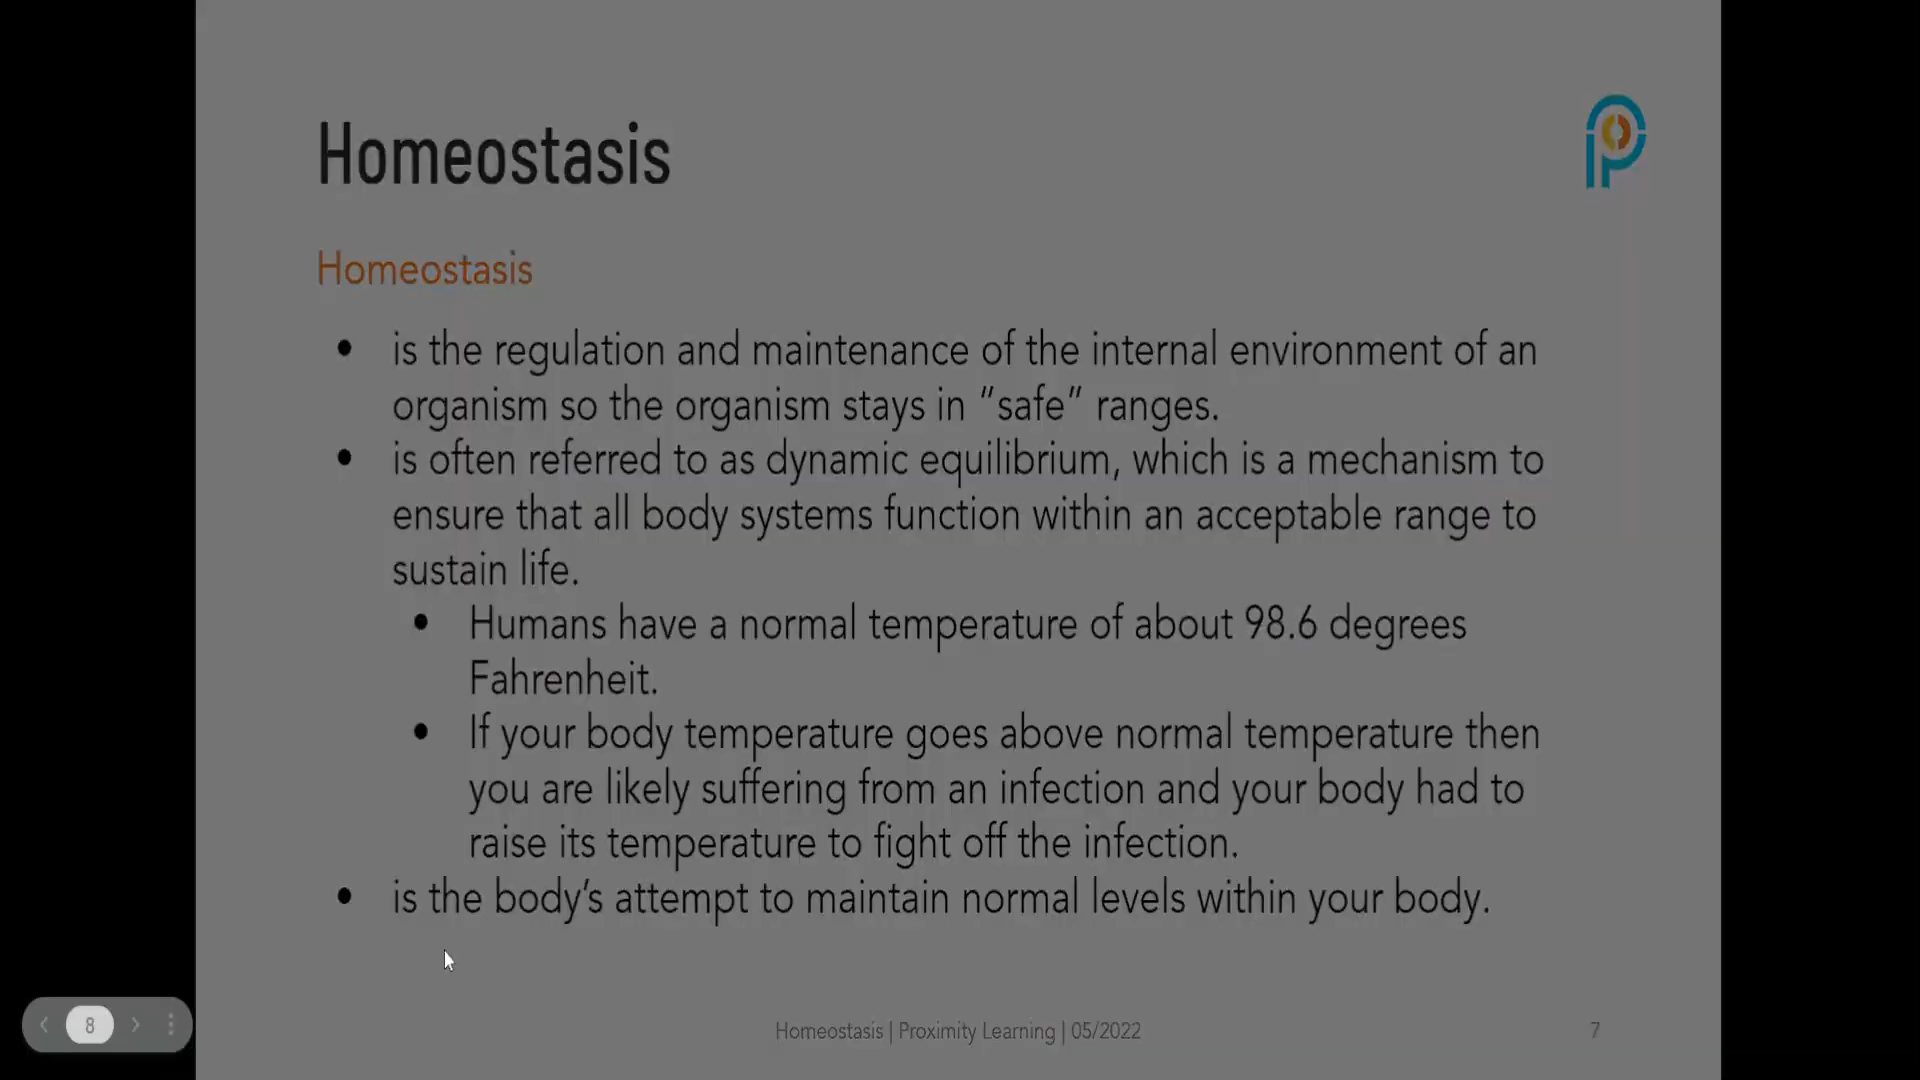 Homeostasis
Homeostasis
• is the regulation and maintenance of the internal environment of an
organism so the organism stays in "safe" ranges.
• is often referred to as dynamic equilibrium, which is a mechanism to
ensure that all body systems function within an acceptable range to
sustain life.
• Humans have a normal temperature of about 98.6 degrees
Fahrenheit.
• If your body temperature goes above normal temperature then
you are likely suffering from an infection and your body had to
raise its temperature to fight off the infection.
• is the body's attempt to maintain normal levels within your body.
8
Homeostasis | Proximity Learning | 05/2022
7